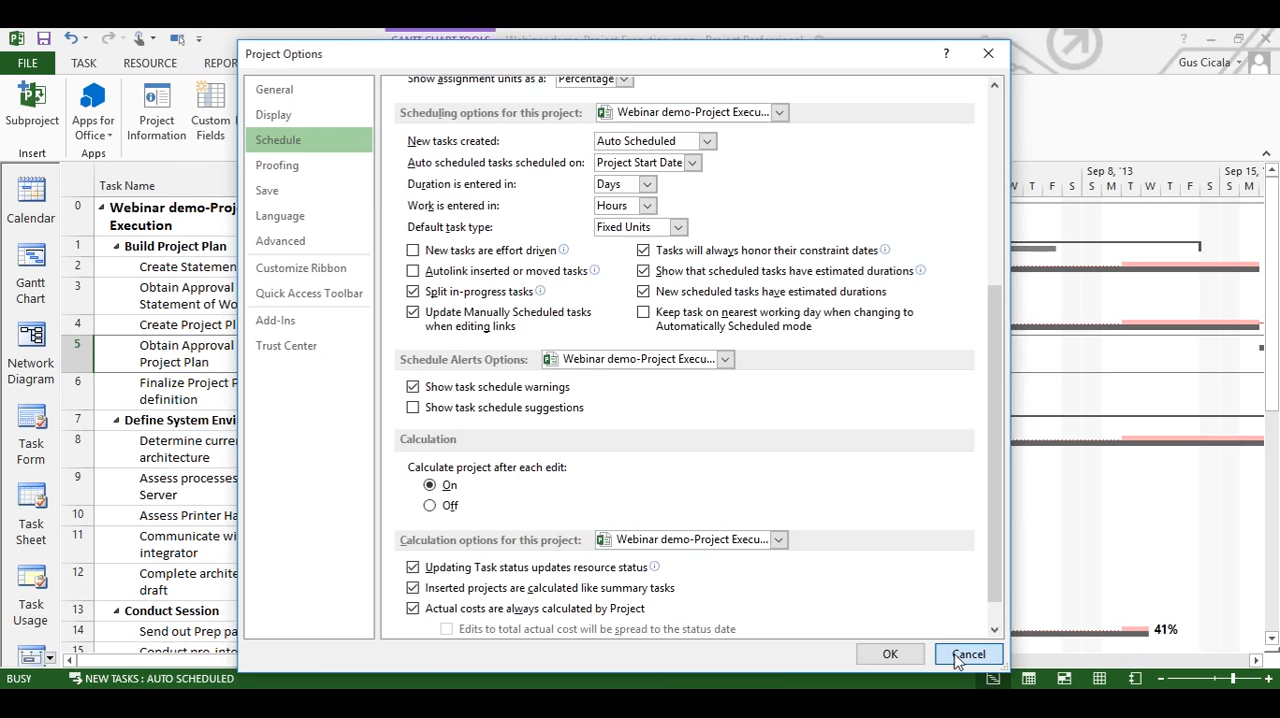 GANTT CHART TOOLS
Webinar demo-Project Execution.mpp - Project Professional
Project Options
?
FILE
TASK
RESOURCE
REPOR
Gus Cicala
Subproject
Apps for
Office
Project
Information
Custom
Fields
Insert
Apps
General
Display
Schedule
Proofing
Save
Language
Advanced
Customize Ribbon
Quick Access Toolbar
Add-Ins
Trust Center
Show assignment units as a: Percentage
Scheduling options for this project: Webinar demo-Project Execu...
New tasks created: Auto Scheduled
Auto scheduled tasks scheduled on: Project Start Date
Duration is entered in: Days
Work is entered in: Hours
Default task type: Fixed Units
New tasks are effort driven
Tasks will always honor their constraint dates
Autolink inserted or moved tasks
Show that scheduled tasks have estimated durations
Split in-progress tasks
New scheduled tasks have estimated durations
Update Manually Scheduled tasks
when editing links
Keep task on nearest working day when changing to
Automatically Scheduled mode
Schedule Alerts Options: Webinar demo-Project Execu...
Show task schedule warnings
Show task schedule suggestions
Calculation
Calculate project after each edit:
On
Off
Calculation options for this project: Webinar demo-Project Execu...
Updating Task status updates resource status
Inserted projects are calculated like summary tasks
Actual costs are always calculated by Project
Edits to total actual cost will be spread to the status date
OK
Cancel
Calendar
Gantt
Chart
Network
Diagram
Task
Form
Task
Sheet
Task
Usage
Task Name
0 Webinar demo-Proj
Execution
1 Build Project Plan
2 Create Statemen
3 Obtain Approval
Statement of Wo
4 Create Project Pl
5 Obtain Approval
Project Plan
6 Finalize Project P
definition
7 Define System Envi
8 Determine curre
architecture
9 Assess processes
Server
10 Assess Printer Ha
11 Communicate wi
integrator
12 Complete archite
draft
13 Conduct Session
14 Send out Prep pa
15 Conduct pre-inte
Sep 8, '13
Sep 15, '
W T F S S M T W T F S S M
41%
BUSY
NEW TASKS : AUTO SCHEDULED